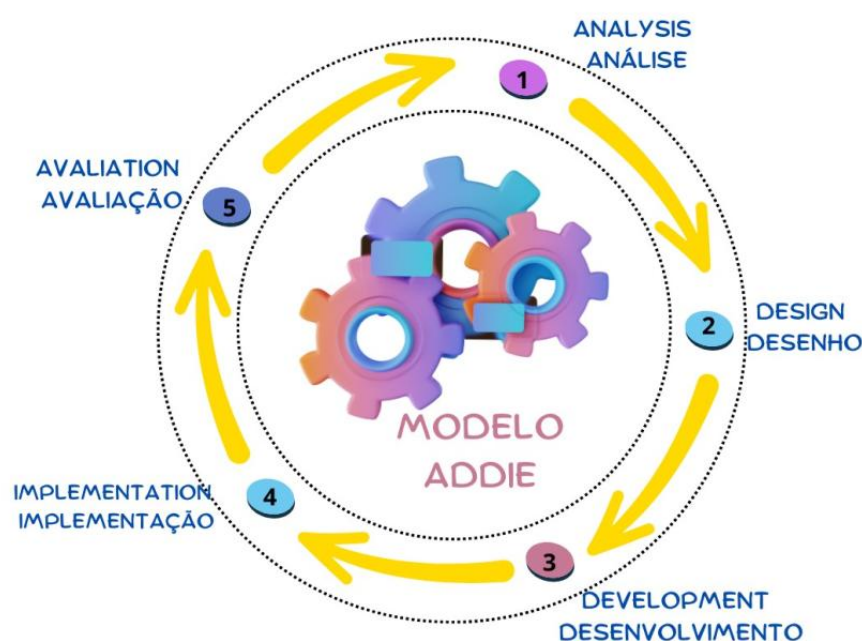 1
ANALYSIS
ANÁLISE
2
DESIGN
DESENHO
3
DEVELOPMENT
DESENVOLVIMENTO
4
IMPLEMENTATION
IMPLEMENTAÇÃO
5
AVALIATION
AVALIAÇÃO
MODELO
ADDIE